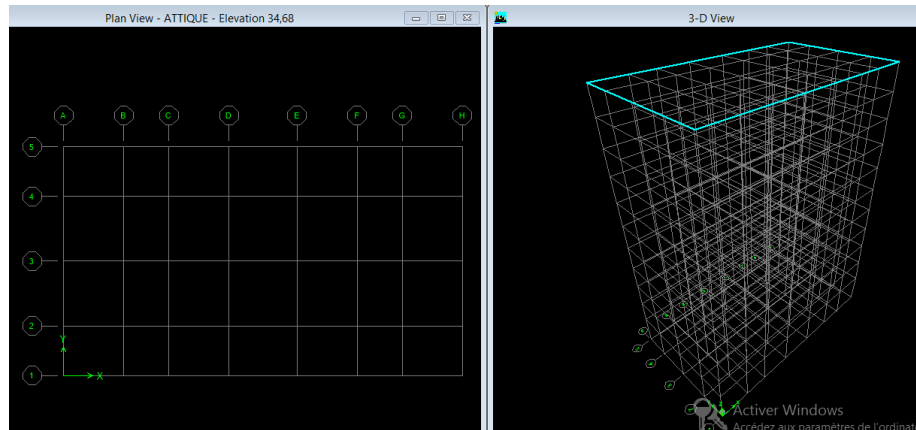 Plan View - ATTIQUE - Elevation 34,68
3-D View
A B C D E F G H
5
4
3
2
1
Y
X
Activer Windows
Accédez aux paramètres de l'ordinat